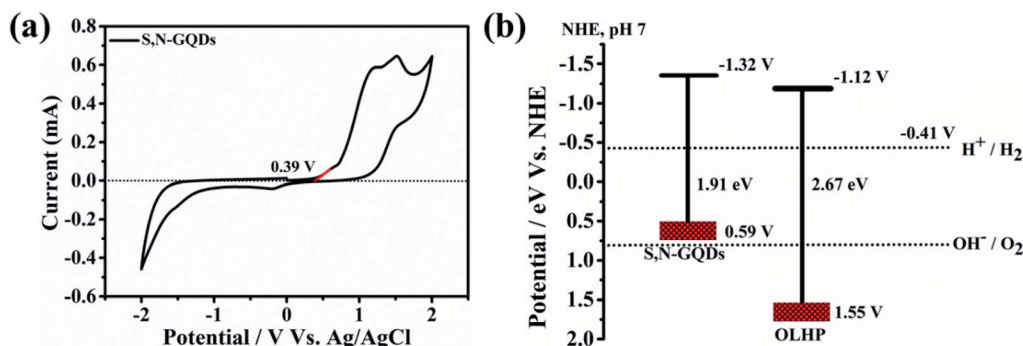 (a)
S,N-GQDs
0.39 V
Current (mA)
0.8
0.6
0.4
0.2
0.0
-0.2
-0.4
-0.6
-2 -1 0 1 2
Potential / V Vs. Ag/AgCl
(b)
NHE, pH 7
Potential / eV Vs. NHE
-1.5
-1.0
-0.5
0.0
0.5
1.0
1.5
2.0
-1.32 V
-1.12 V
-0.41 V
H⁺ / H₂
1.91 eV
2.67 eV
0.59 V
S,N-GQDs
OH⁻ / O₂
1.55 V
OLHP